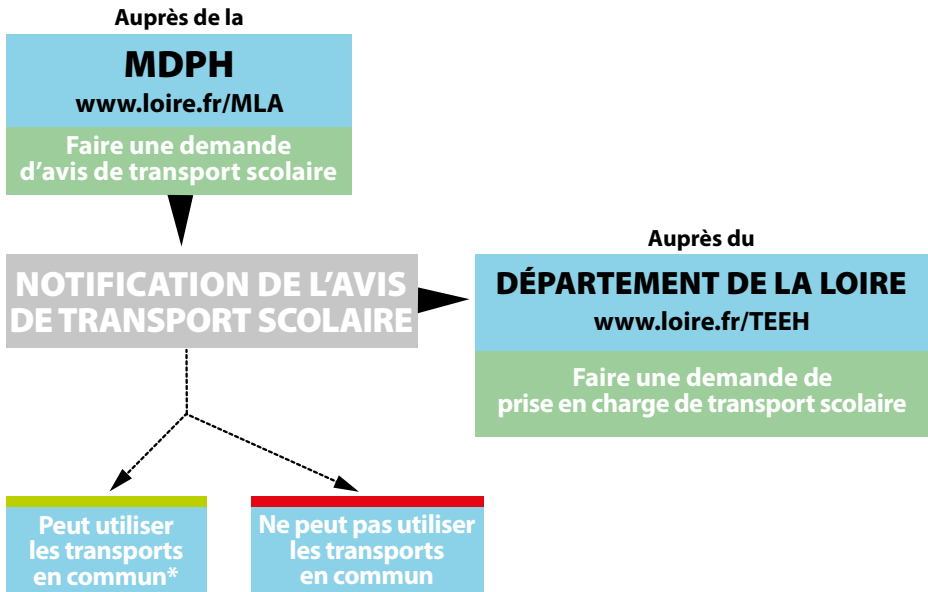 Auprès de la
MDPH
www.loire.fr/MLA
Faire une demande
d'avis de transport scolaire
NOTIFICATION DE L'AVIS
DE TRANSPORT SCOLAIRE
Auprès du
DÉPARTEMENT DE LA LOIRE
www.loire.fr/TEEH
Faire une demande de
prise en charge de transport scolaire
Peut utiliser
les transports
en commun*
Ne peut pas utiliser
les transports
en commun